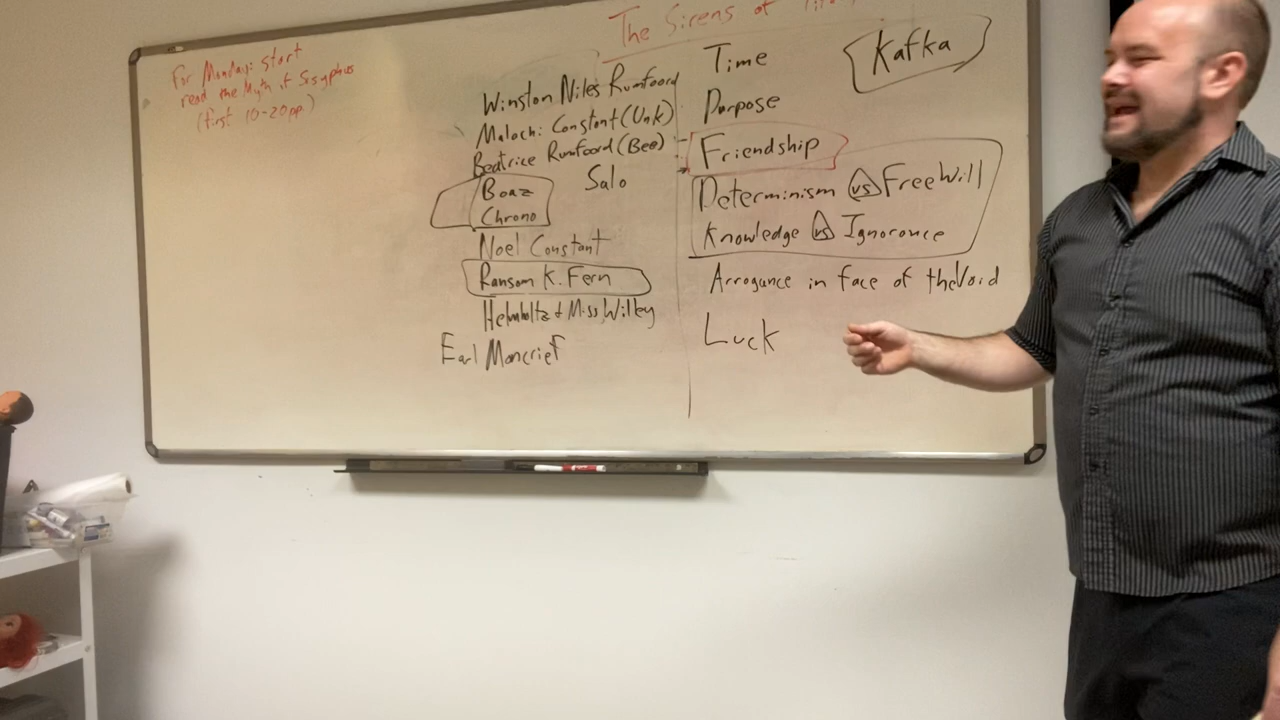 The Sirens of Titan
For Monday: start
read the Myth of Sisyphus
(first 10-20pp.)
Winston Niles Rumfoord
Malachi Constant (Unk)
Beatrice Rumfoord (Bee)
Salo
Boaz
Chrono
Noel Constant
Ransom K. Fern
Helmholtz + Miss Wiley
Earl Moncrief
Time
Kafka
Purpose
Friendship
Determinism vs Free Will
Knowledge vs Ignorance
Arrogance in face of the Void
Luck